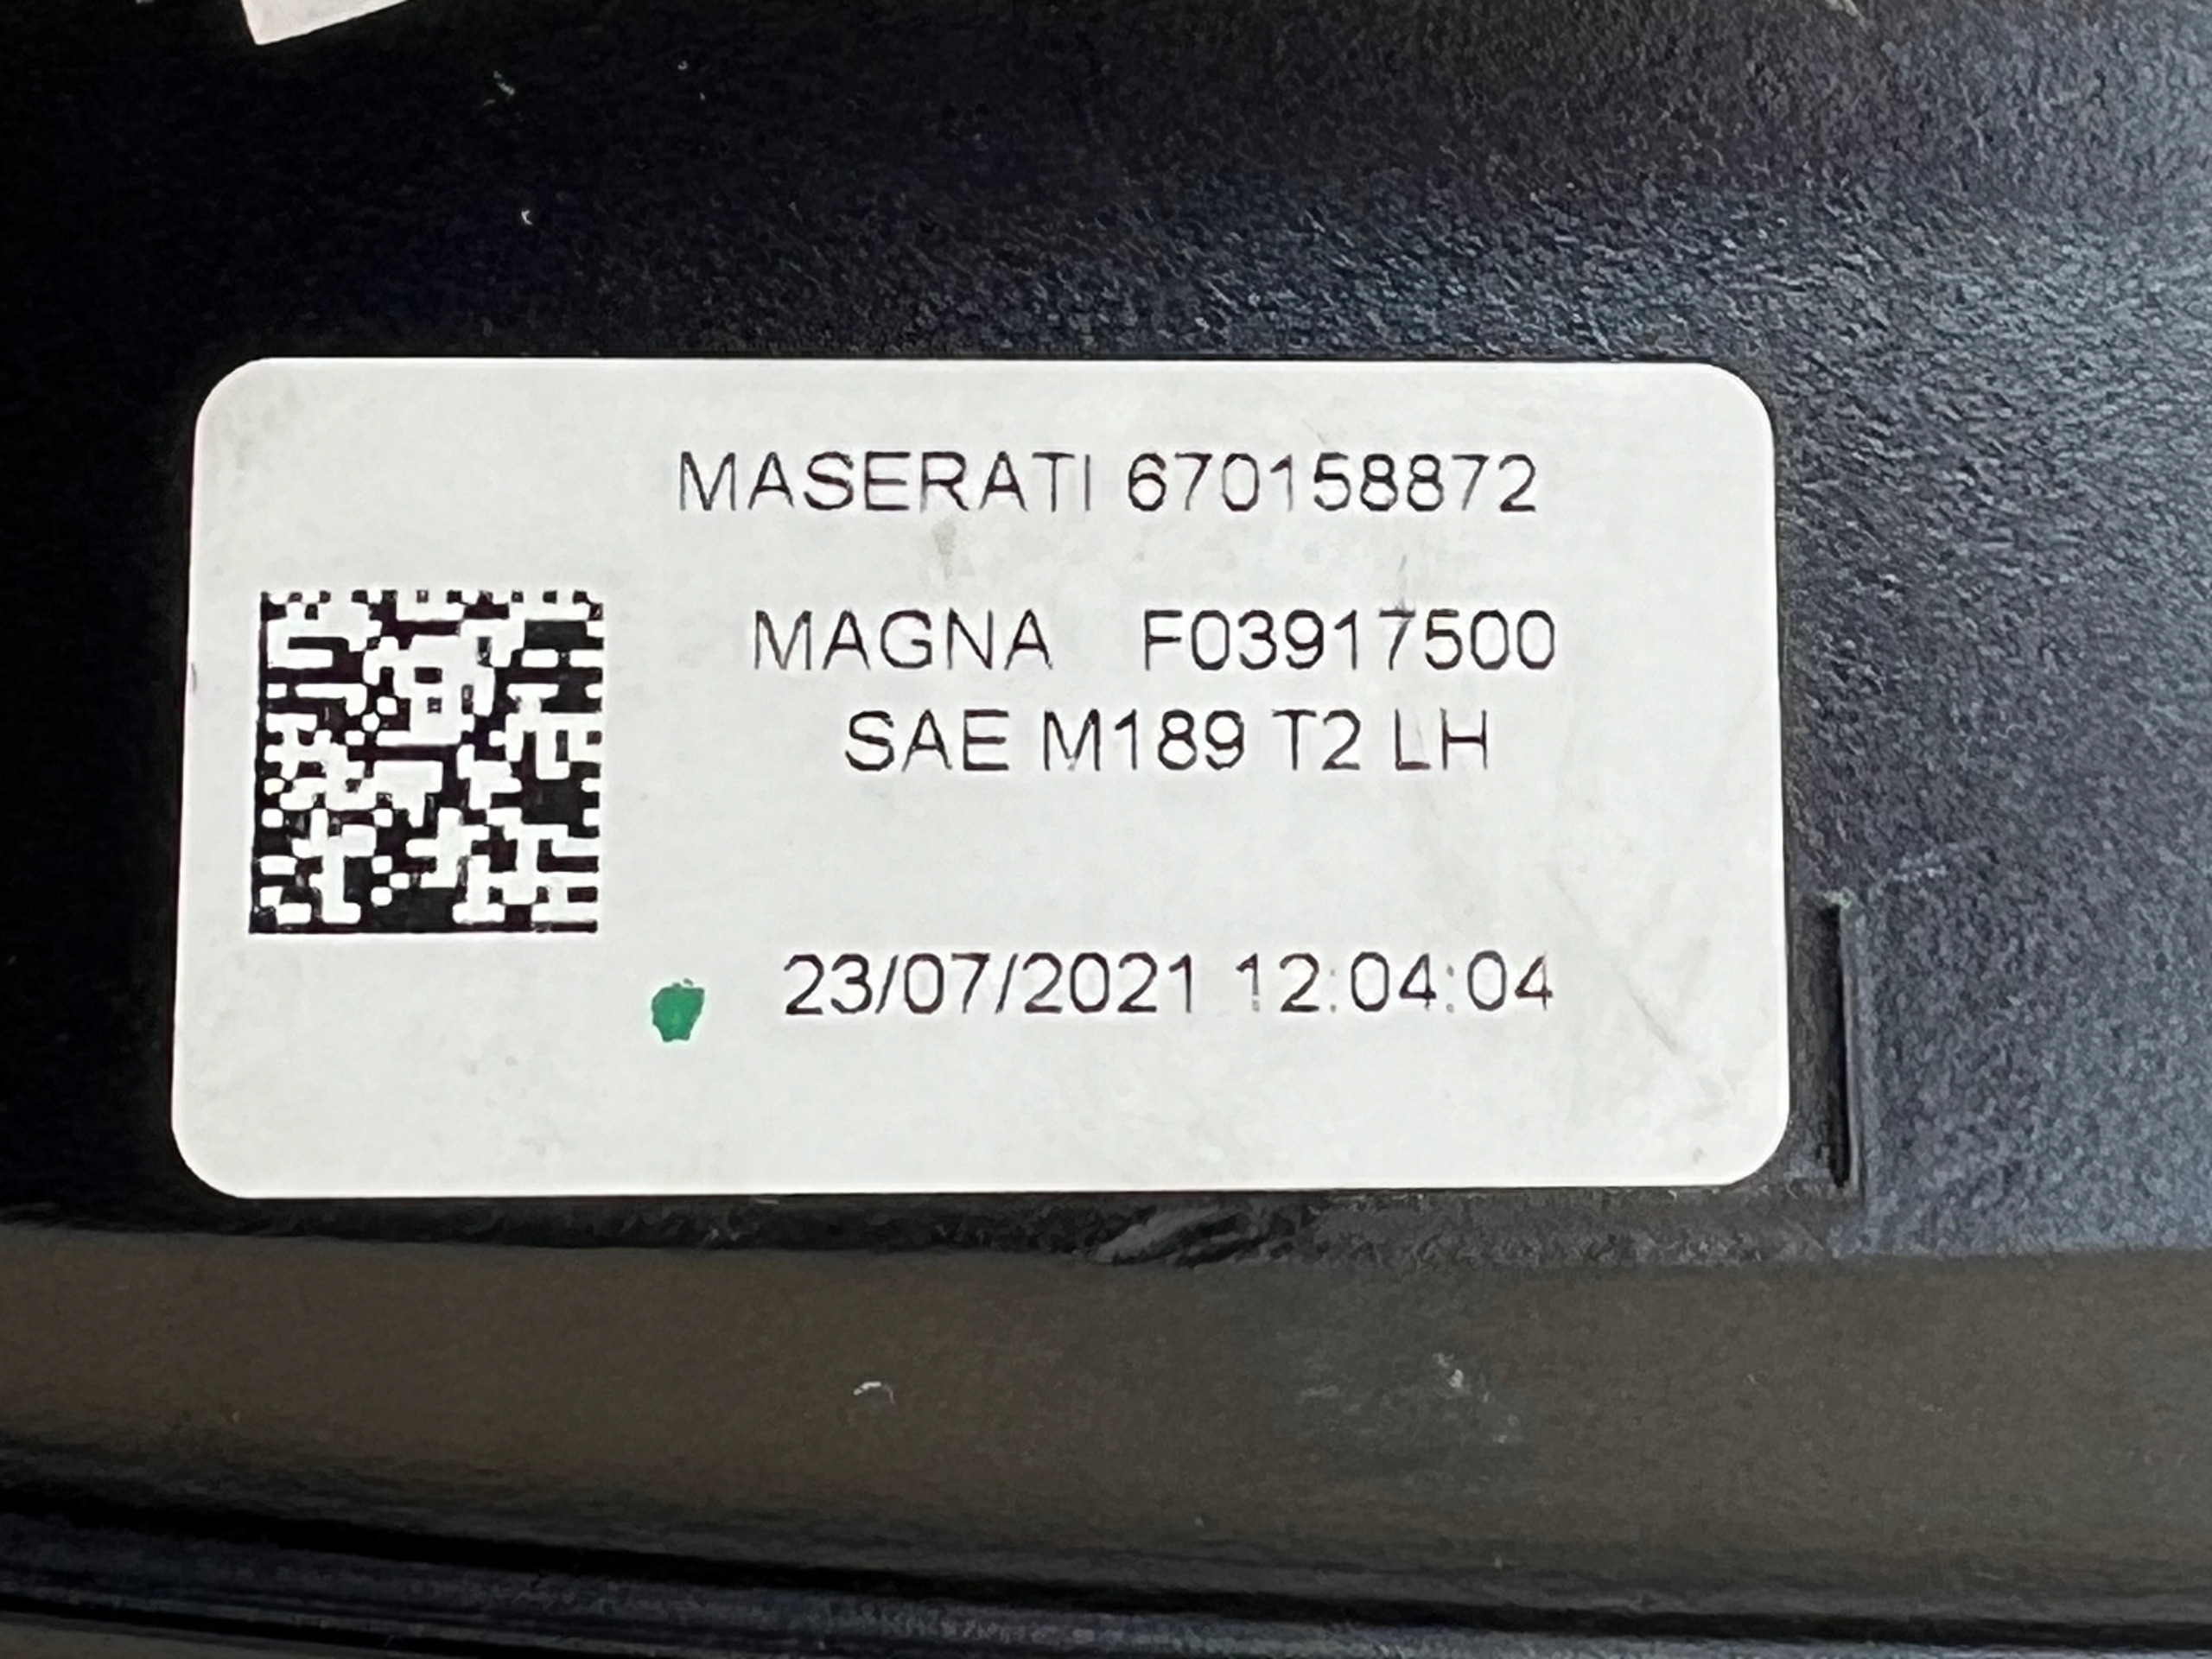 MASERATI 670158872
MAGNA F03917500
SAE M189 T2 LH
23/07/2021 12:04:04